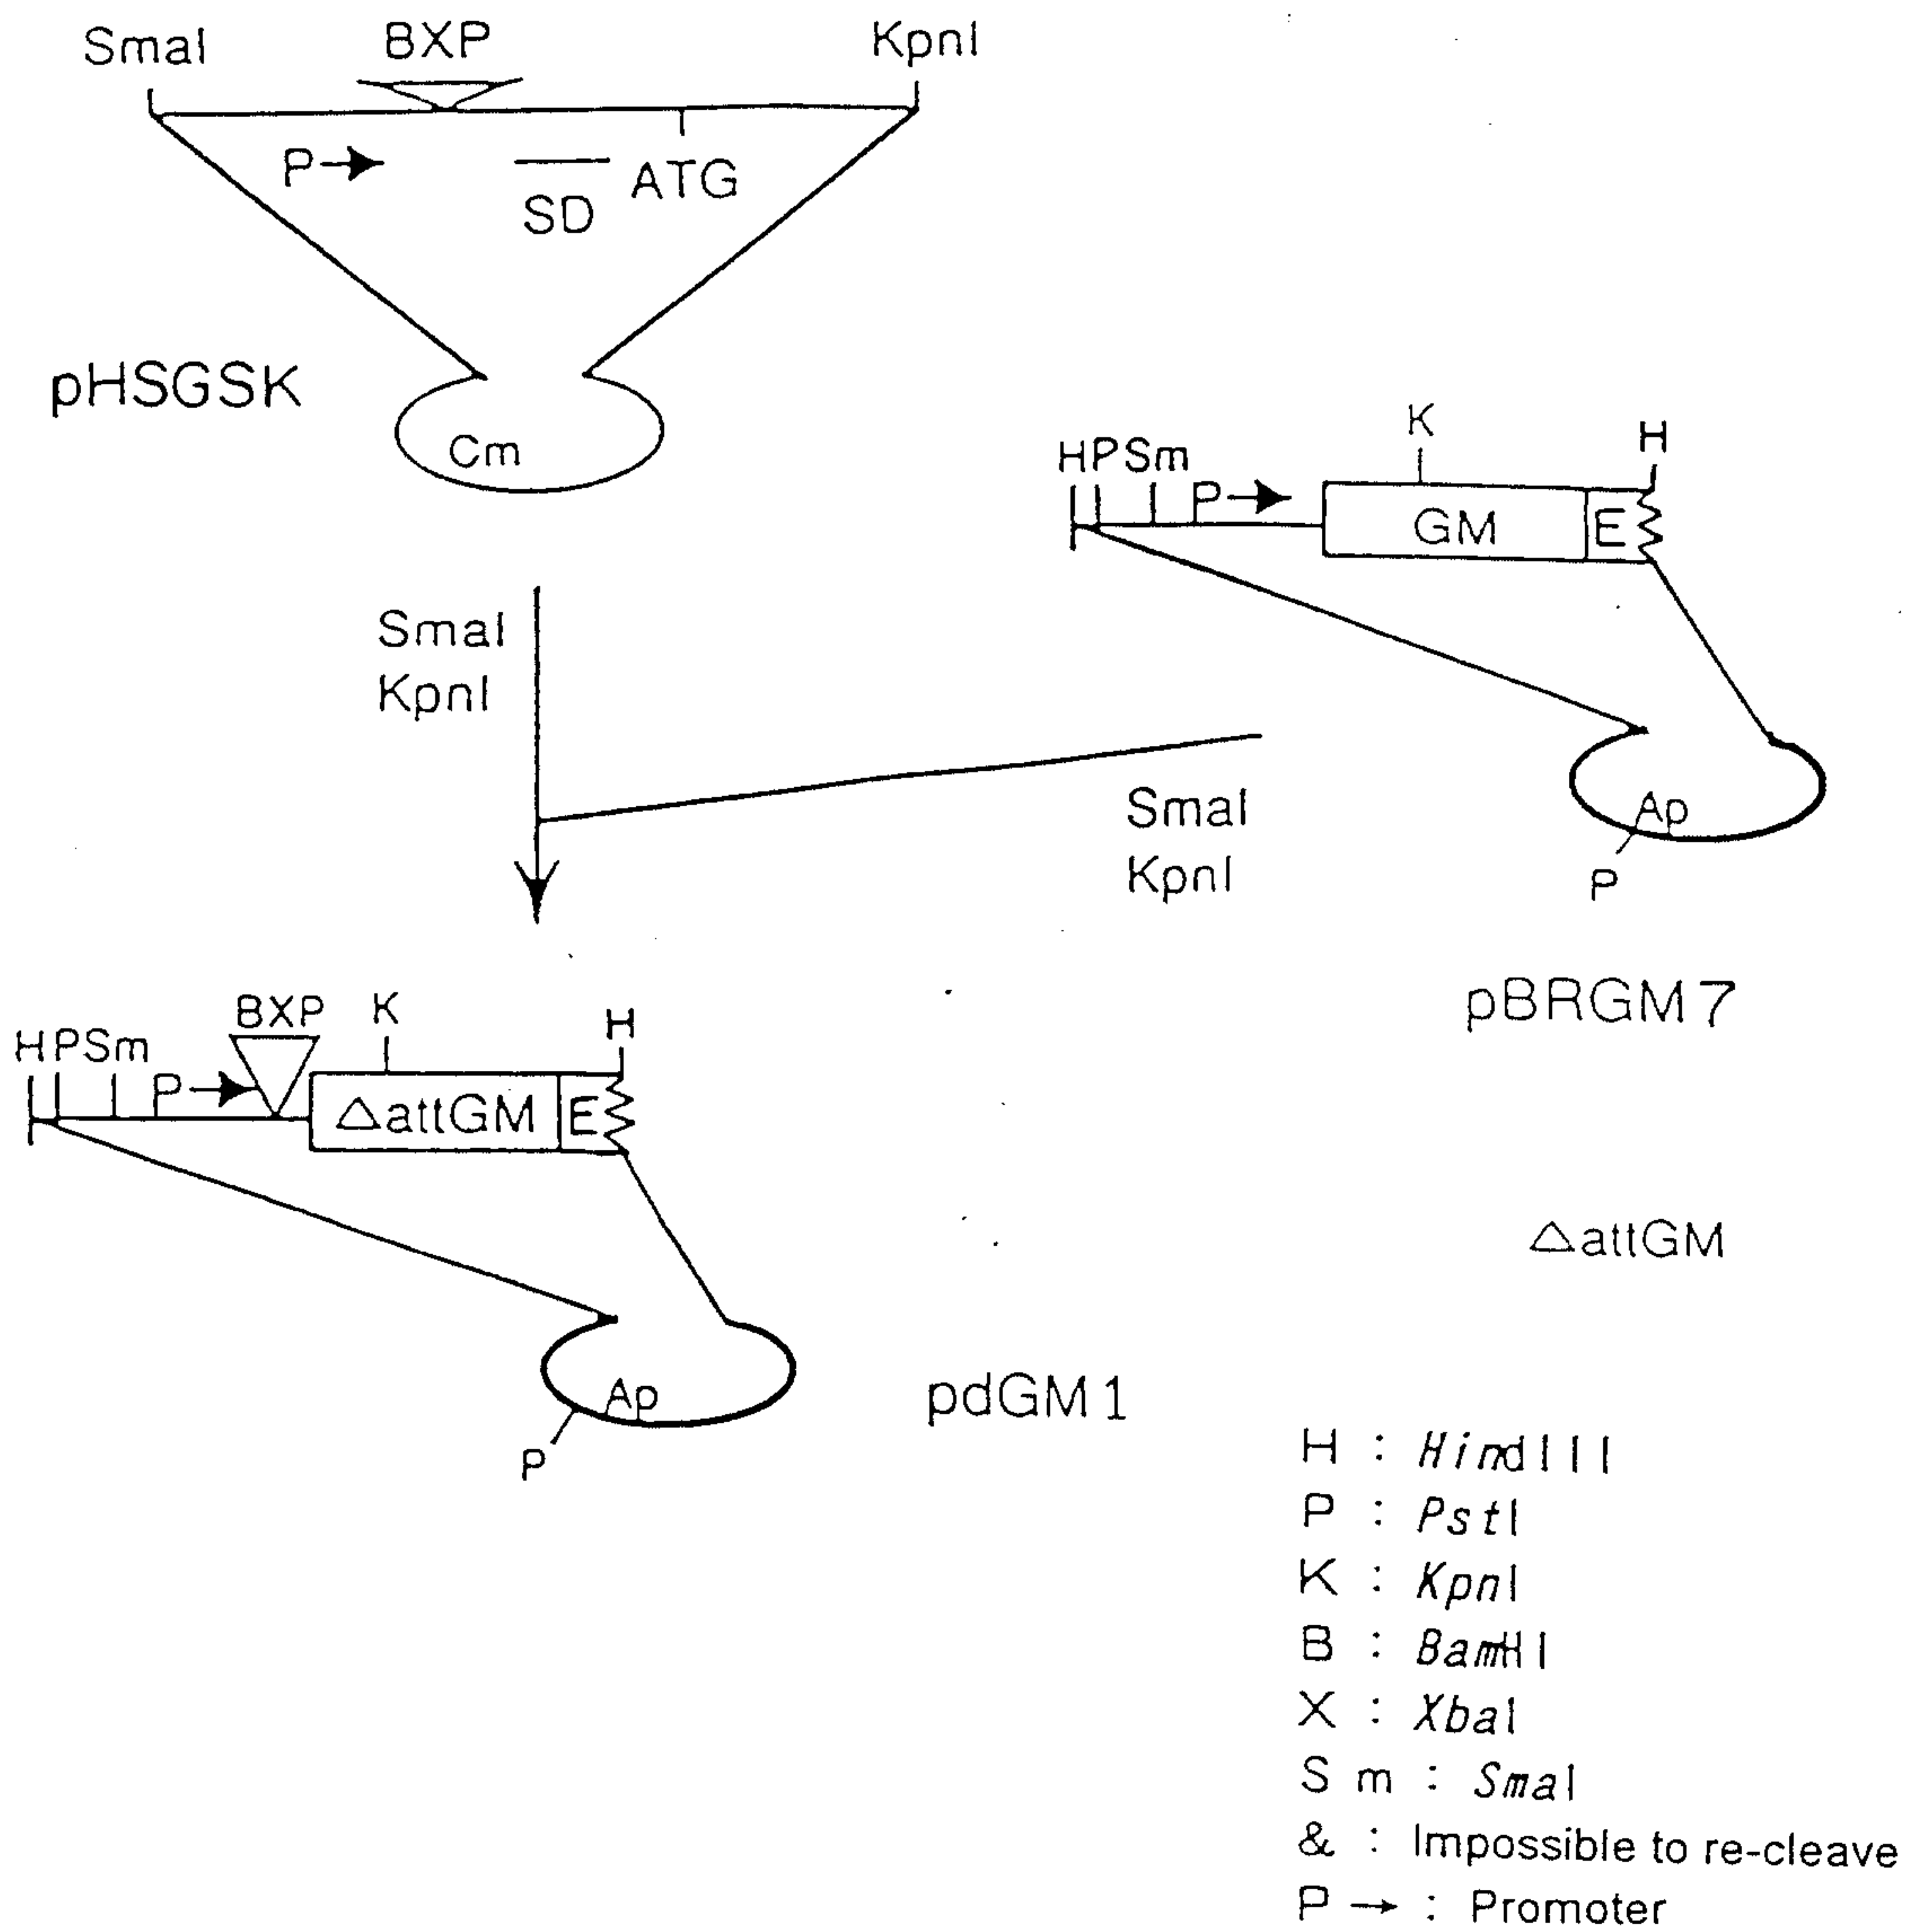 SmaI
BXP
KpnI
P→
SD
ATG
pHSGSK
Cm
SmaI
KpnI
HPSm
P→
K
H
GM
E
Ap
P
SmaI
KpnI
pBRGM7
HPSm
P→
BXP
K
H
△attGM
E
Ap
P
pdGM1
△attGM
H : HindIII
P : PstI
K : KpnI
B : BamHI
X : XbaI
Sm : SmaI
& : Impossible to re-cleave
P → : Promoter